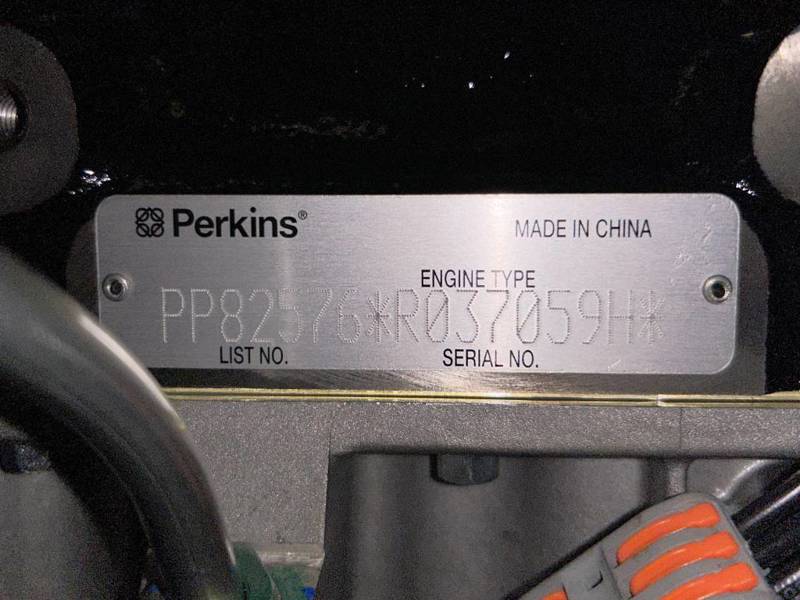 Perkins®
MADE IN CHINA
ENGINE TYPE
PP82576*R037059H*
LIST NO.
SERIAL NO.